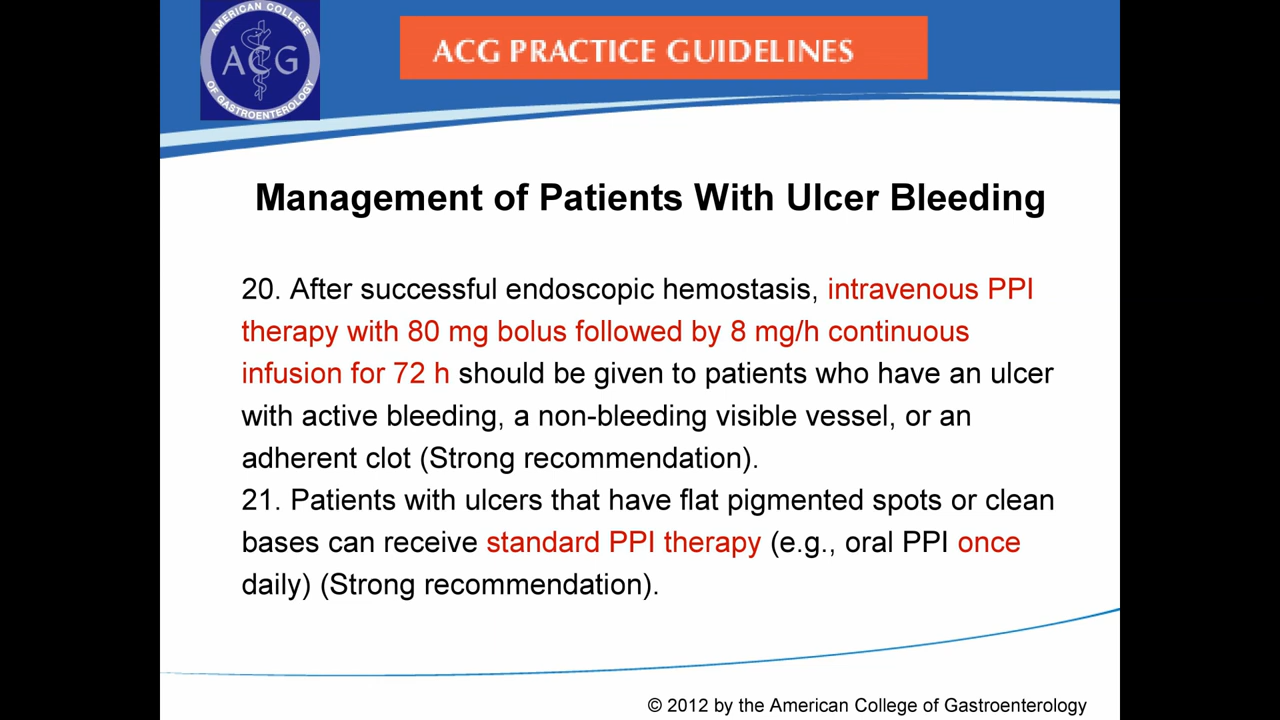 AMERICAN COLLEGE
ACG
OF GASTROENTEROLOGY
ACG PRACTICE GUIDELINES
Management of Patients With Ulcer Bleeding
20. After successful endoscopic hemostasis, intravenous PPI
therapy with 80 mg bolus followed by 8 mg/h continuous
infusion for 72 h should be given to patients who have an ulcer
with active bleeding, a non-bleeding visible vessel, or an
adherent clot (Strong recommendation).
21. Patients with ulcers that have flat pigmented spots or clean
bases can receive standard PPI therapy (e.g., oral PPI once
daily) (Strong recommendation).
© 2012 by the American College of Gastroenterology